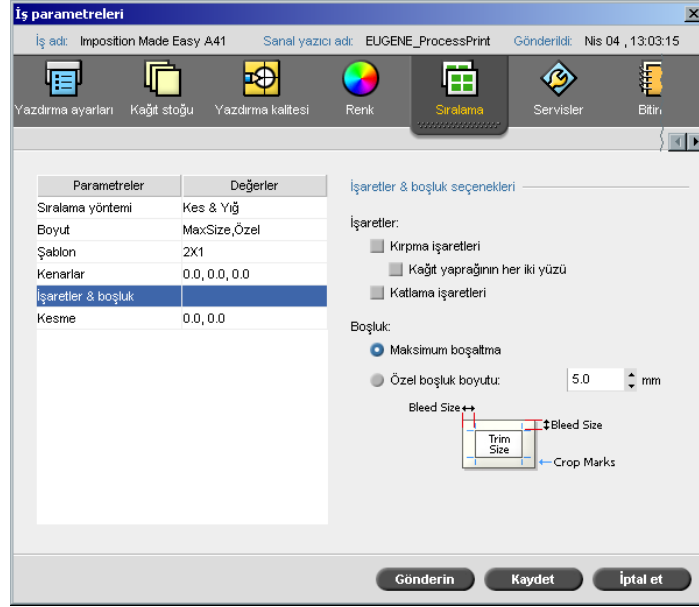 İş parametreleri
İş adı: Imposition Made Easy A41 Sanal yazıcı adı: EUGENE_ProcessPrint Gönderildi: Nis 04 , 13:03:15
Yazdırma ayarları Kağıt stoğu Yazdırma kalitesi Renk Sıralama Servisler Bitirı
Parametreler Değerler
Sıralama yöntemi Kes & Yığ
Boyut MaxSize,Özel
Şablon 2X1
Kenarlar 0.0, 0.0, 0.0
İşaretler & boşluk
Kesme 0.0, 0.0
İşaretler & boşluk seçenekleri
İşaretler:
Kırpma işaretleri
Kağıt yaprağının her iki yüzü
Katlama işaretleri
Boşluk:
Maksimum boşaltma
Özel boşluk boyutu: 5.0 mm
Bleed Size
Bleed Size
Trim
Size
Crop Marks
Gönderin Kaydet İptal et